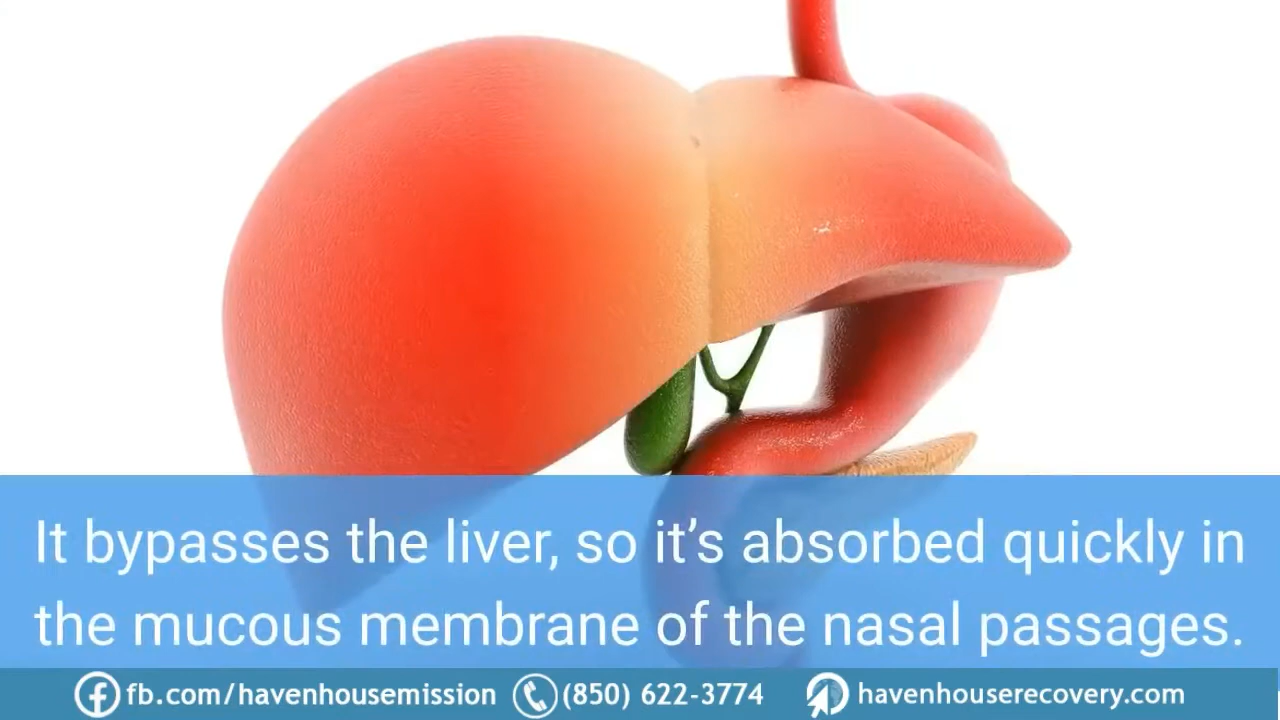 It bypasses the liver, so it’s absorbed quickly in
the mucous membrane of the nasal passages.
fb.com/havenhousemission (850) 622-3774 havenhouserecovery.com